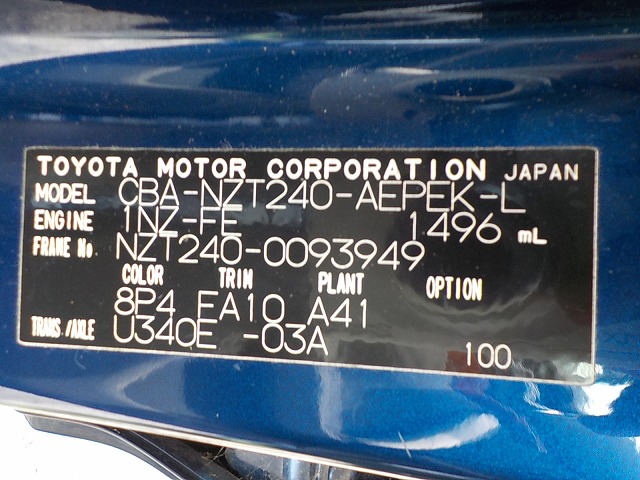 TOYOTA MOTOR CORPORATION JAPAN
MODEL CBA-NZT240-AEPEK-L
ENGINE 1NZ-FE 1496 mL
FRAME No NZT240-0093949
COLOR TRIM PLANT OPTION
8P4 FA10 A41
TRANS./AXLE U340E -03A 100